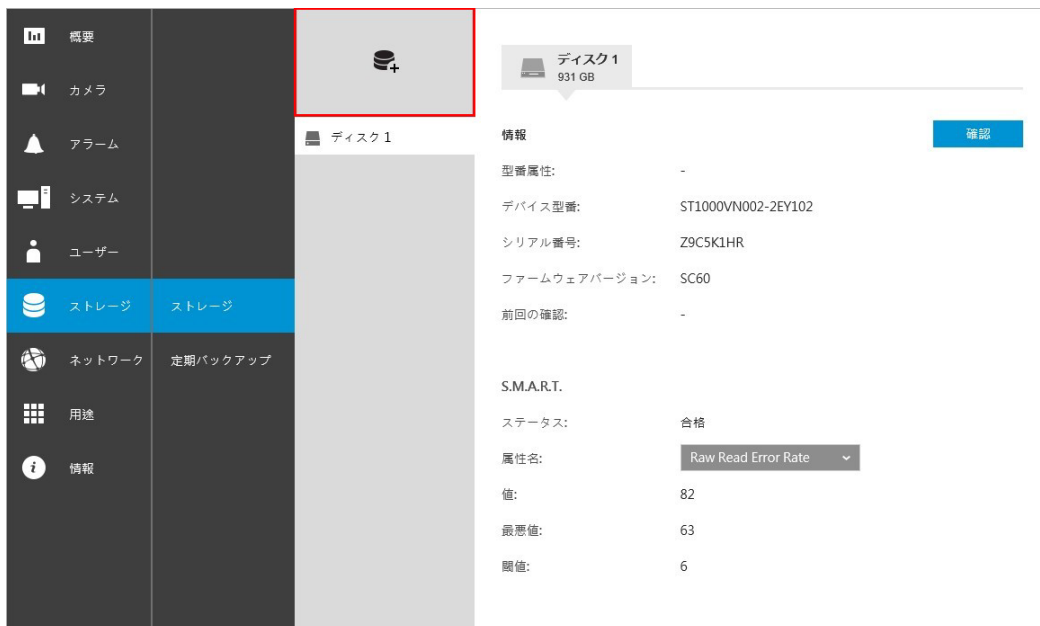 概要
カメラ
アラーム
システム
ユーザー
ストレージ
ネットワーク
用途
情報
ストレージ
定期バックアップ
ディスク 1
ディスク 1
931 GB
情報
確認
型番属性: -
デバイス型番: ST1000VN002-2EY102
シリアル番号: Z9C5K1HR
ファームウェアバージョン: SC60
前回の確認: -
S.M.A.R.T.
ステータス: 合格
属性名: Raw Read Error Rate
値: 82
最悪値: 63
閾値: 6